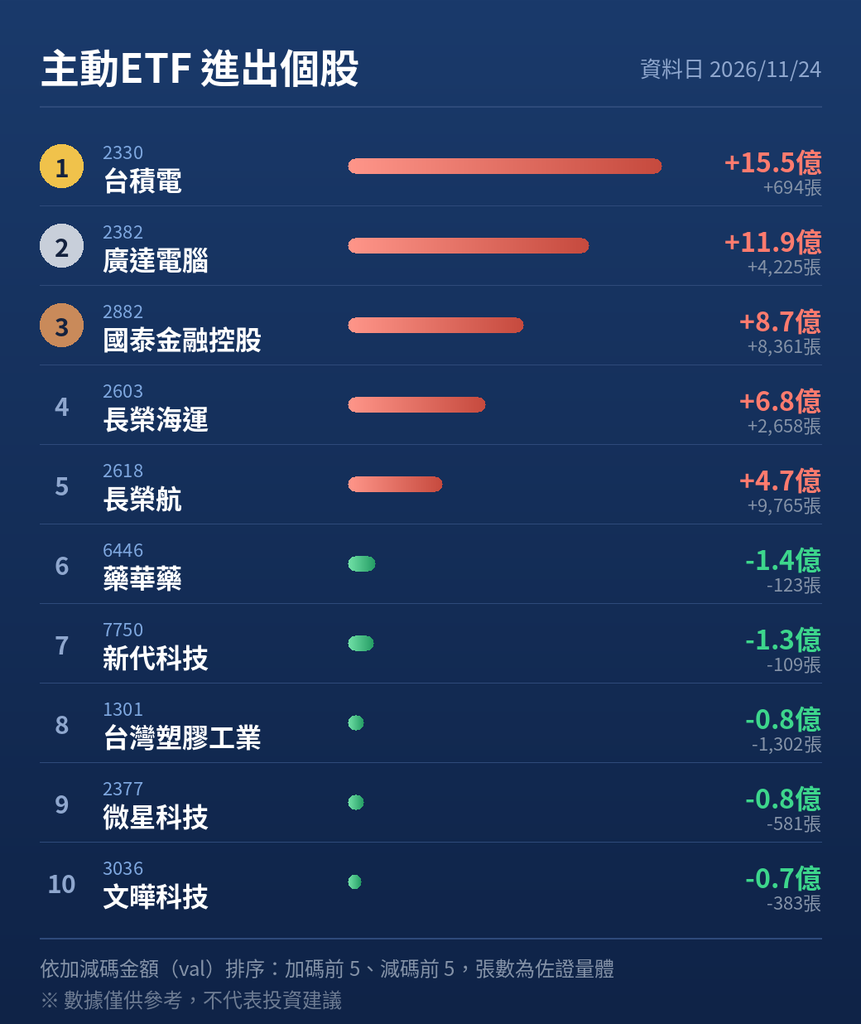 主動ETF 進出個股
資料日 2026/11/24
1
2330
台積電
+15.5億
+694張
2
2382
廣達電腦
+11.9億
+4,225張
3
2882
國泰金融控股
+8.7億
+8,361張
4
2603
長榮海運
+6.8億
+2,658張
5
2618
長榮航
+4.7億
+9,765張
6
6446
藥華藥
-1.4億
-123張
7
7750
新代科技
-1.3億
-109張
8
1301
台灣塑膠工業
-0.8億
-1,302張
9
2377
微星科技
-0.8億
-581張
10
3036
文曄科技
-0.7億
-383張
依加減碼金額（val）排序：加碼前 5、減碼前 5，張數為佐證量體
※ 數據僅供參考，不代表投資建議